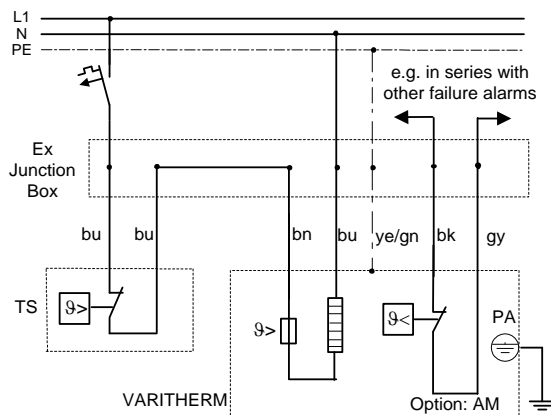 L1
N
PE
e.g. in series with
other failure alarms
Ex
Junction
Box
bu
bu
bn
bu
ye/gn
bk
gy
TS
ϑ>
ϑ>
ϑ<
PA
VARITHERM
Option: AM